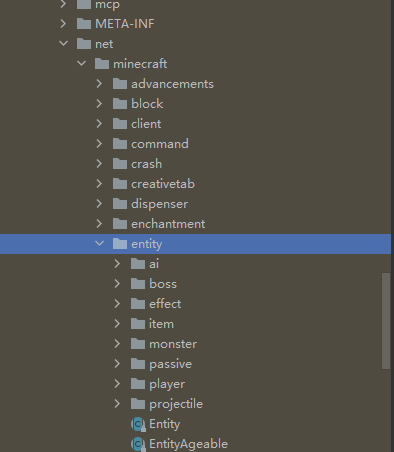 mcp
META-INF
net
minecraft
advancements
block
client
command
crash
creativetab
dispenser
enchantment
entity
ai
boss
effect
item
monster
passive
player
projectile
Entity
EntityAgeable